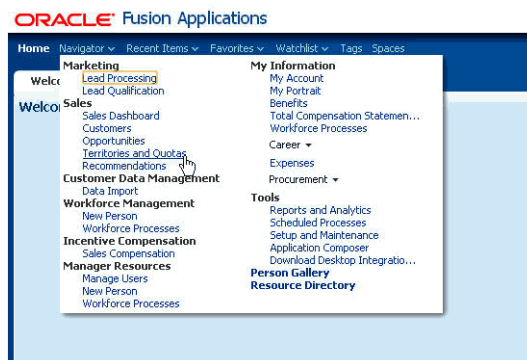 ORACLE Fusion Applications
Home Navigator Recent Items Favorites Watchlist Tags Spaces
Welc
Welco
Marketing
Lead Processing
Lead Qualification
Sales
Sales Dashboard
Customers
Opportunities
Territories and Quotas
Recommendations
Customer Data Management
Data Import
Workforce Management
New Person
Workforce Processes
Incentive Compensation
Sales Compensation
Manager Resources
Manage Users
New Person
Workforce Processes
My Information
My Account
My Portrait
Benefits
Total Compensation Statemen...
Workforce Processes
Career
Expenses
Procurement
Tools
Reports and Analytics
Scheduled Processes
Setup and Maintenance
Application Composer
Download Desktop Integratio...
Person Gallery
Resource Directory